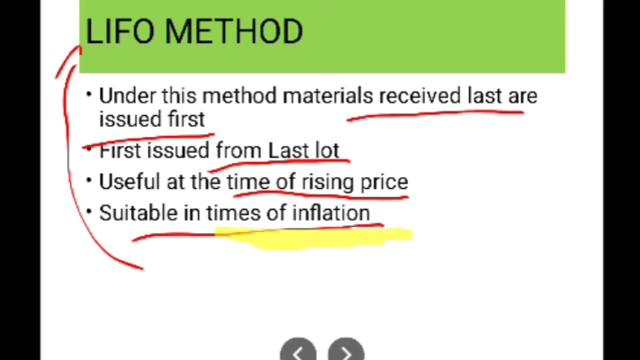 LIFO METHOD
• Under this method materials received last are
issued first
• First issued from Last lot
• Useful at the time of rising price
• Suitable in times of inflation